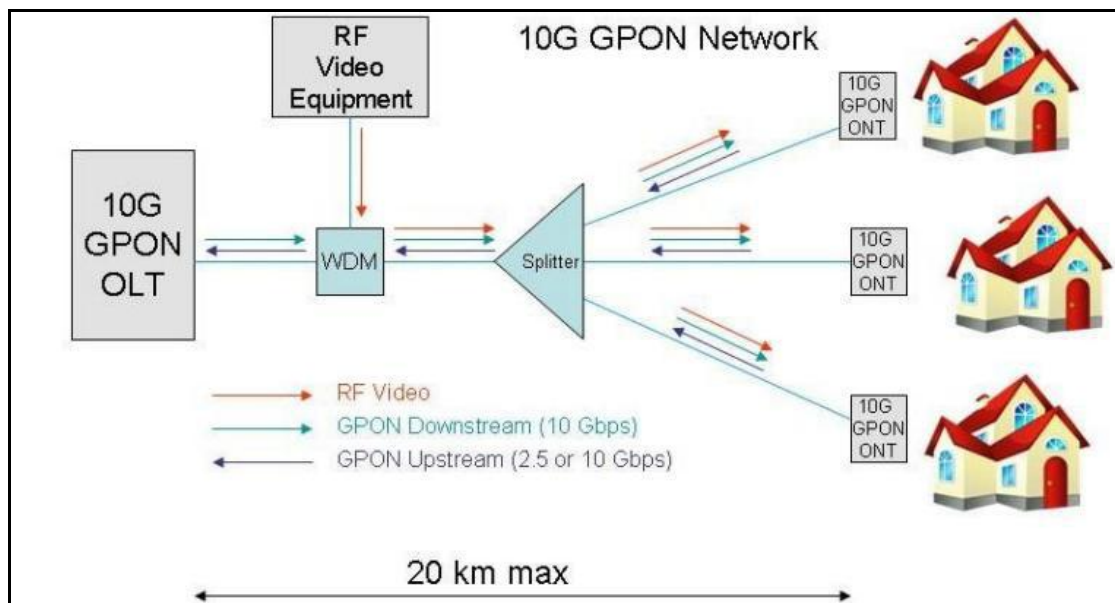 10G GPON Network
RF
Video
Equipment
10G
GPON
OLT
WDM
Splitter
10G
GPON
ONT
10G
GPON
ONT
10G
GPON
ONT
RF Video
GPON Downstream (10 Gbps)
GPON Upstream (2.5 or 10 Gbps)
20 km max